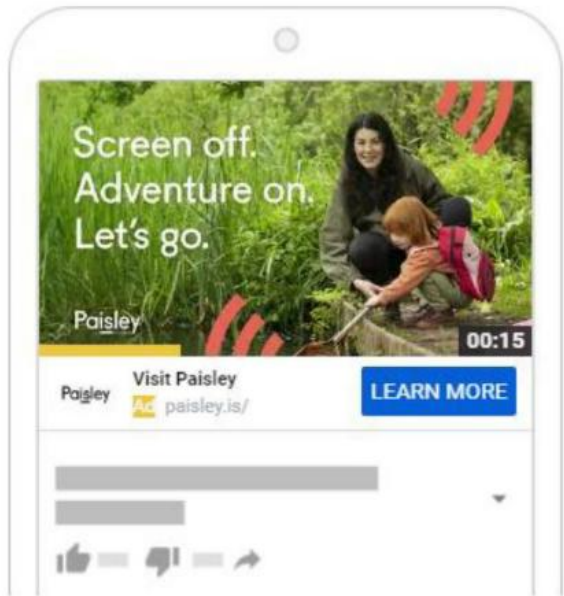 Screen off.
Adventure on.
Let's go.
Paisley
00:15
Paisley
Visit Paisley
Ad paisley.is/
LEARN MORE